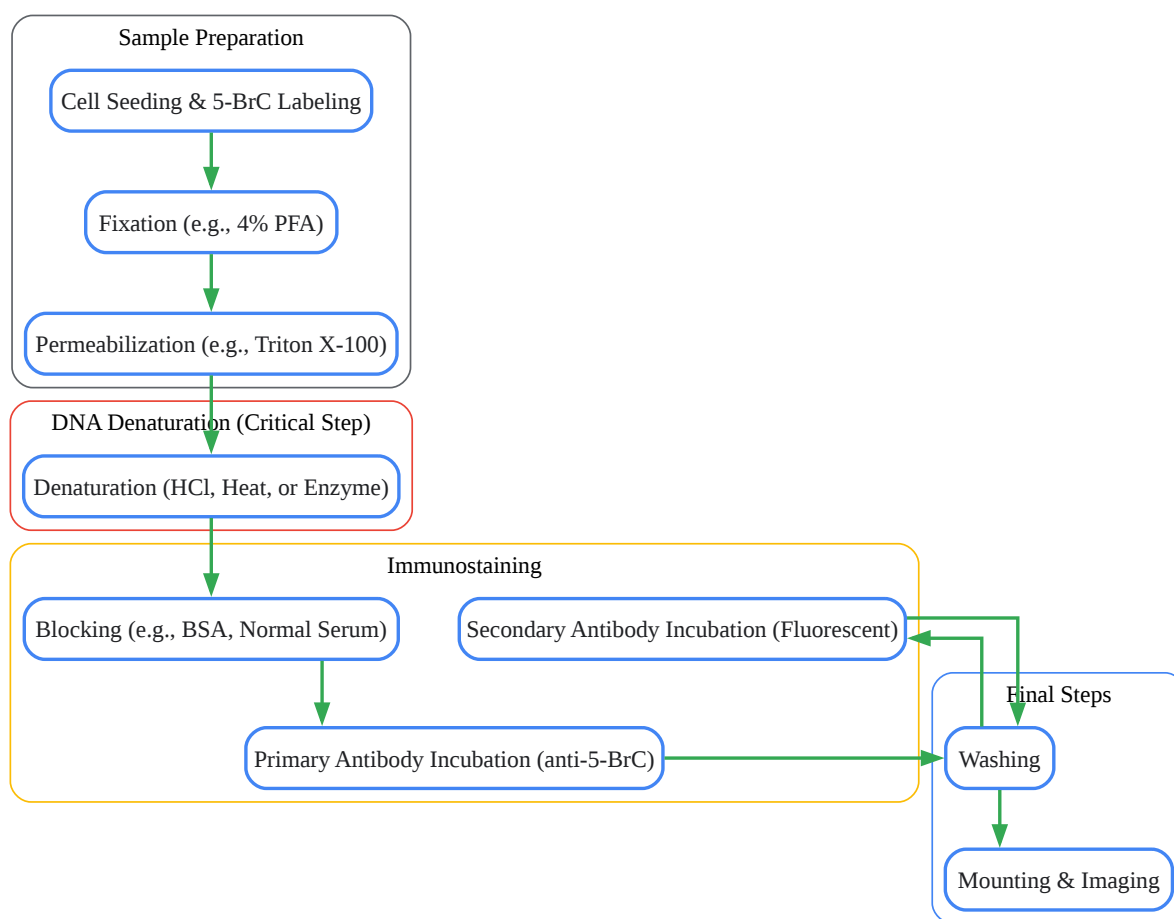 Sample Preparation
Cell Seeding & 5-BrC Labeling
Fixation (e.g., 4% PFA)
Permeabilization (e.g., Triton X-100)
DNA Denaturation (Critical Step)
Denaturation (HCl, Heat, or Enzyme)
Immunostaining
Blocking (e.g., BSA, Normal Serum)
Secondary Antibody Incubation (Fluorescent)
Primary Antibody Incubation (anti-5-BrC)
Final Steps
Washing
Mounting & Imaging